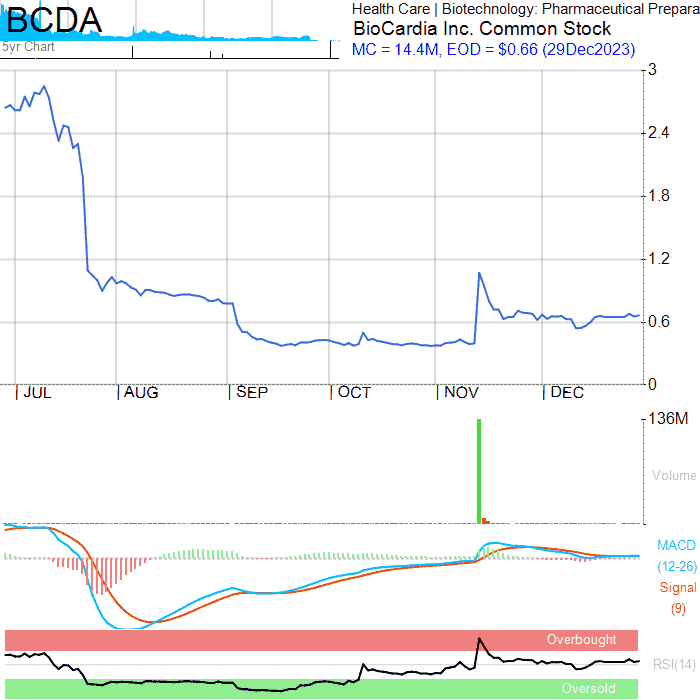 BCDA
5yr Chart
Health Care | Biotechnology: Pharmaceutical Prepara
BioCardia Inc. Common Stock
MC = 14.4M, EOD = $0.66 (29Dec2023)
3
2.4
1.8
1.2
0.6
0
JUL AUG SEP OCT NOV DEC
136M
Volume
MACD
(12-26)
Signal
(9)
Overbought
RSI(14)
Oversold